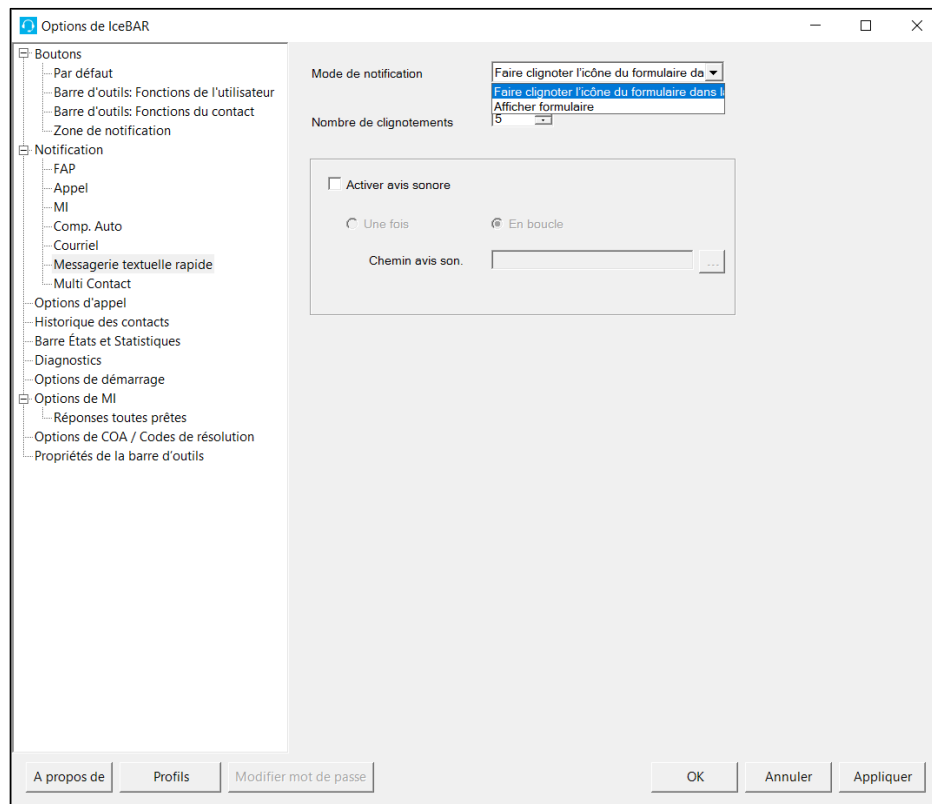 Options de IceBAR
Boutons
Par défaut
Barre d'outils: Fonctions de l'utilisateur
Barre d'outils: Fonctions du contact
Zone de notification
Notification
FAP
Appel
MI
Comp. Auto
Courriel
Messagerie textuelle rapide
Multi Contact
Options d'appel
Historique des contacts
Barre États et Statistiques
Diagnostics
Options de démarrage
Options de MI
Réponses toutes prêtes
Options de COA / Codes de résolution
Propriétés de la barre d'outils
Mode de notification
Faire clignoter l'icône du formulaire da
Faire clignoter l'icône du formulaire dans la
Afficher formulaire
Nombre de clignotements
5
Activer avis sonore
Une fois
En boucle
Chemin avis son.
...
A propos de
Profils
Modifier mot de passe
OK
Annuler
Appliquer